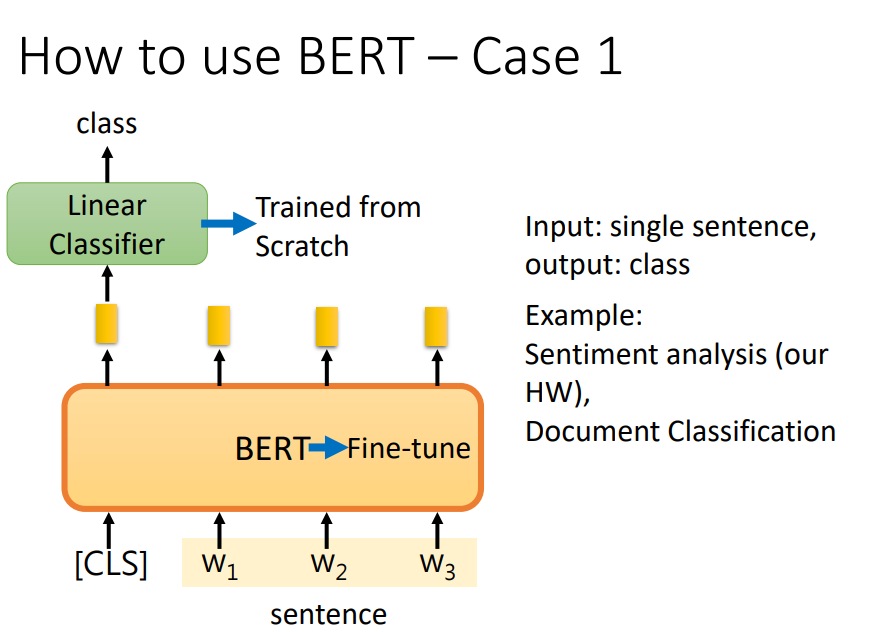 How to use BERT – Case 1
class
Linear
Classifier
Trained from
Scratch
Input: single sentence,
output: class
Example:
Sentiment analysis (our
HW),
Document Classification
BERT
Fine-tune
[CLS]
w1
w2
w3
sentence